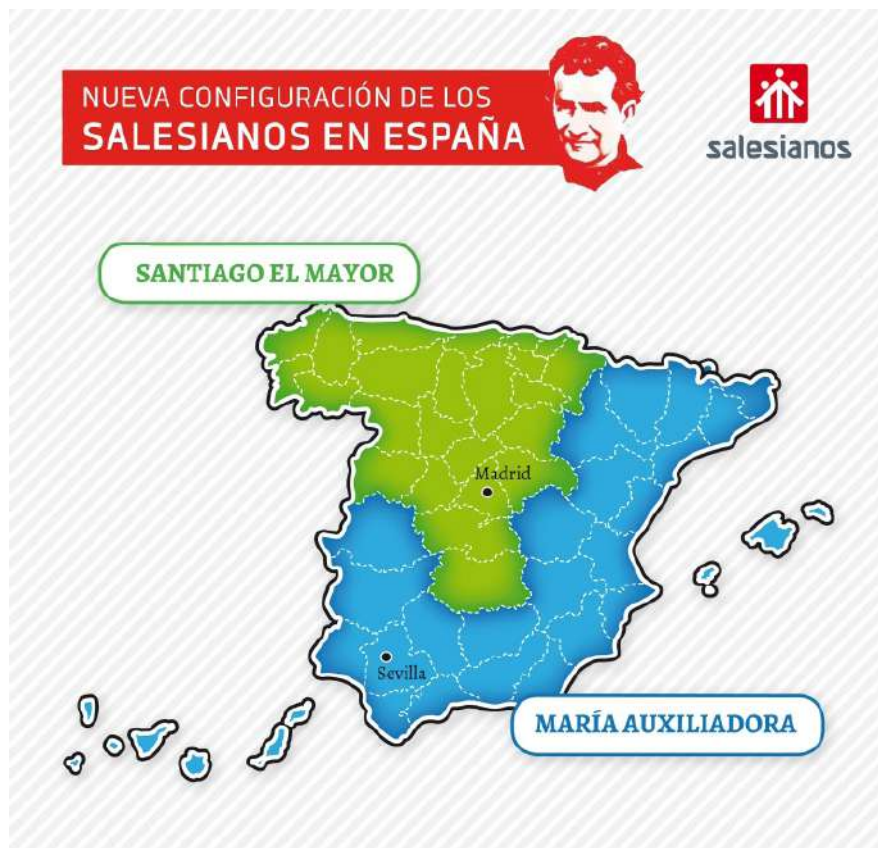 NUEVA CONFIGURACIÓN DE LOS
SALESIANOS EN ESPAÑA
salesianos
SANTIAGO EL MAYOR
Madrid
Sevilla
MARÍA AUXILIADORA